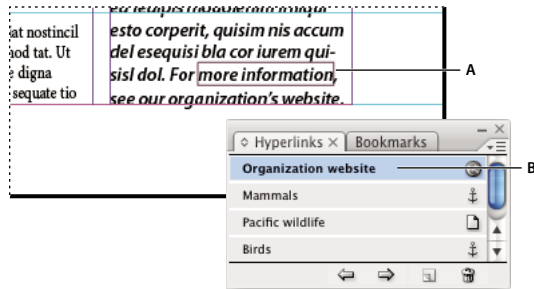 at nostincil
nod tat. Ut
digna
sequate tio
esto corperit, quisim nis accum
del esequisi bla cor iurem qui-
sisl dol. For more information,
see our organization's website.
A
Hyperlinks × Bookmarks
Organization website
B
Mammals
Pacific wildlife
Birds